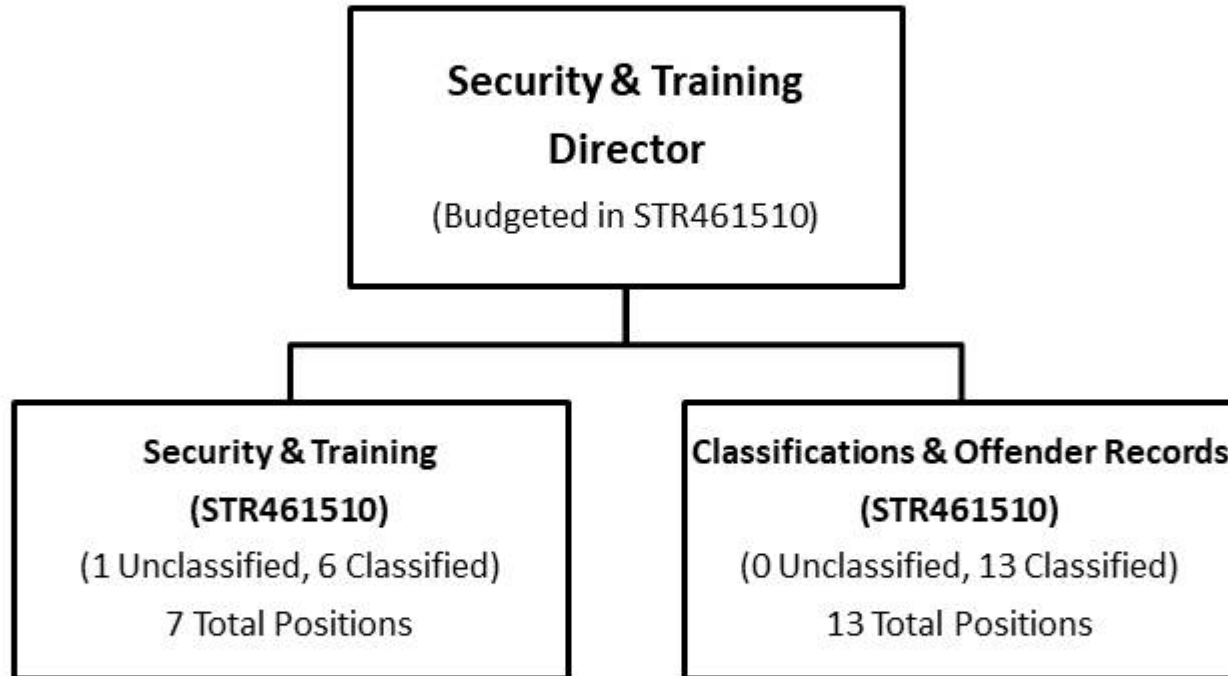 Security & Training
Director
(Budgeted in STR461510)
Security & Training
(STR461510)
(1 Unclassified, 6 Classified)
7 Total Positions
Classifications & Offender Records
(STR461510)
(0 Unclassified, 13 Classified)
13 Total Positions